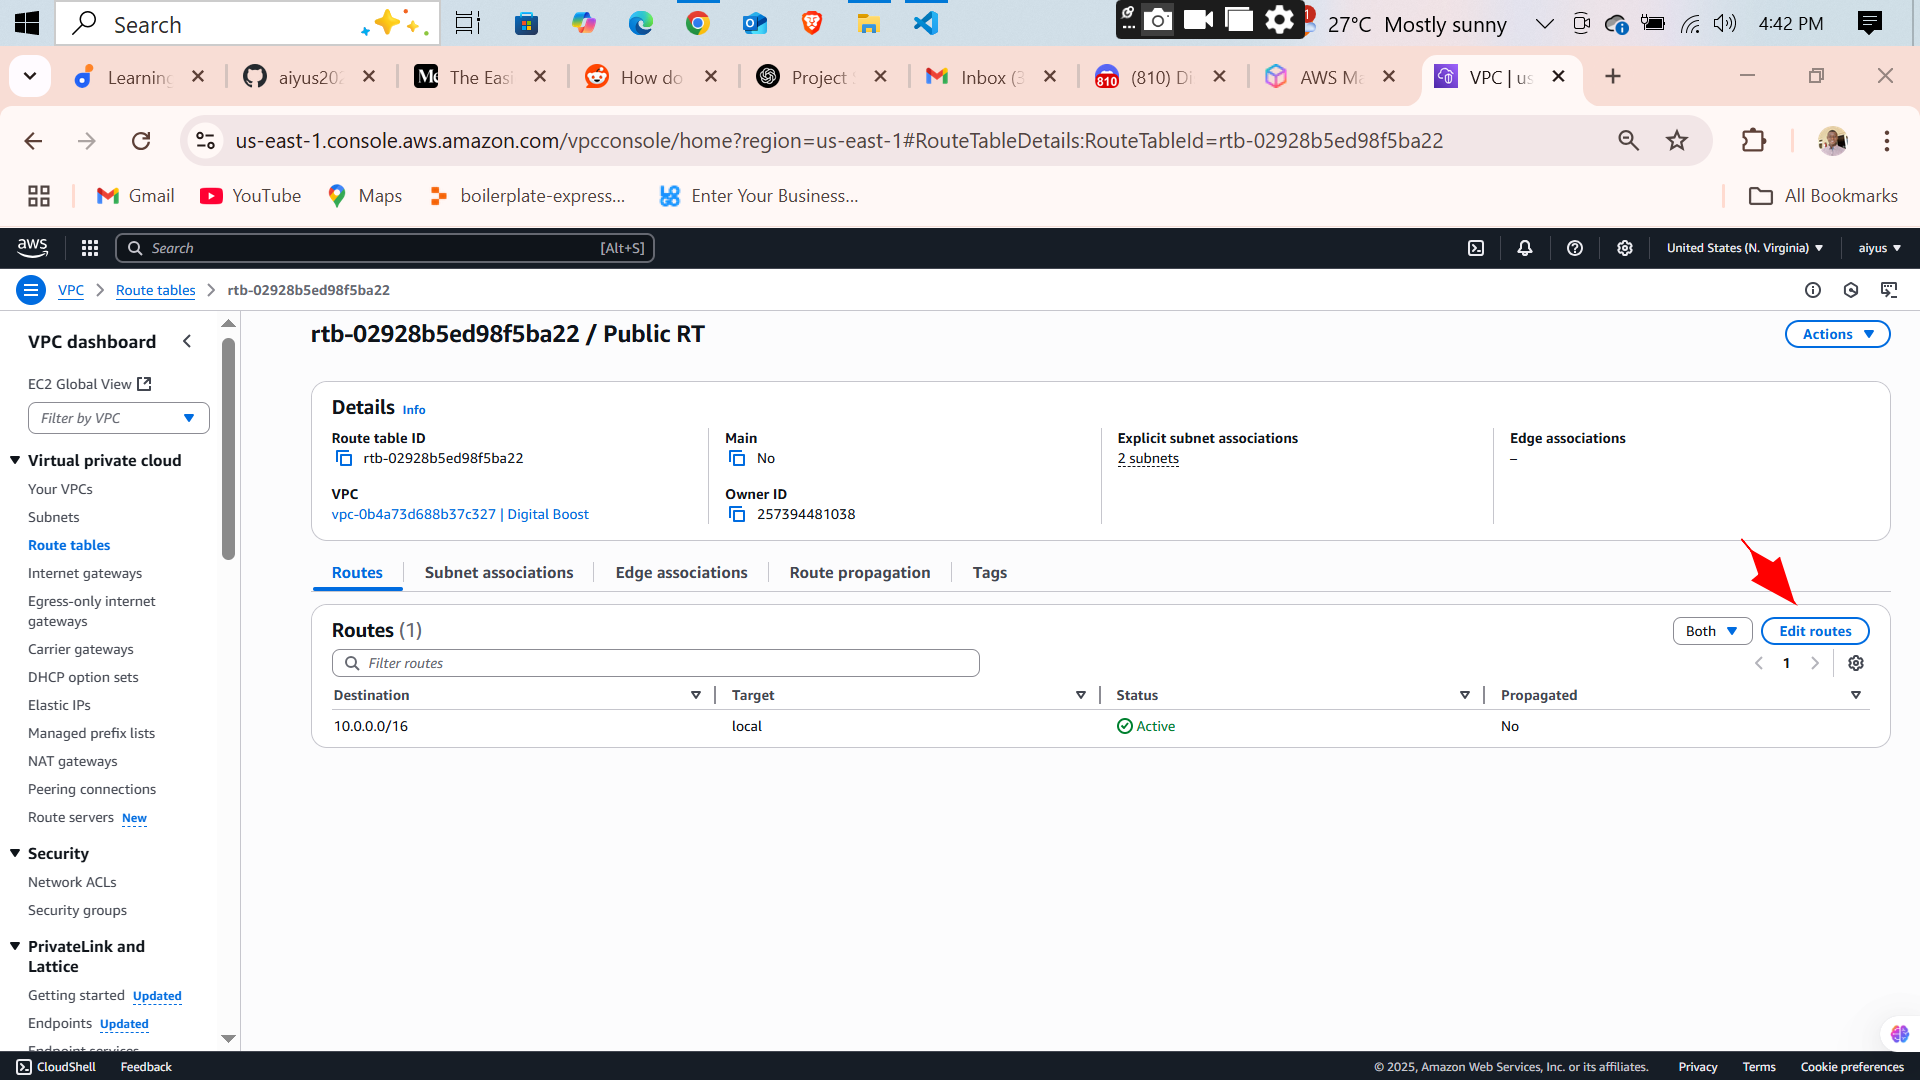 Search
1
27°C Mostly sunny
4:42 PM
Learning
aiyus202
Me The Easi
How do
Project S
Inbox (3
810 (810) Di
AWS Ma
VPC | us
us-east-1.console.aws.amazon.com/vpcconsole/home?region=us-east-1#RouteTableDetails:RouteTableId=rtb-02928b5ed98f5ba22
Gmail
YouTube
Maps
boilerplate-express...
Enter Your Business...
All Bookmarks
aws
Search
[Alt+S]
United States (N. Virginia)
aiyus
VPC
Route tables
rtb-02928b5ed98f5ba22
VPC dashboard
EC2 Global View
Filter by VPC
Virtual private cloud
Your VPCs
Subnets
Route tables
Internet gateways
Egress-only internet
gateways
Carrier gateways
DHCP option sets
Elastic IPs
Managed prefix lists
NAT gateways
Peering connections
Route servers New
Security
Network ACLs
Security groups
PrivateLink and
Lattice
Getting started Updated
Endpoints Updated
Endpoint services
rtb-02928b5ed98f5ba22 / Public RT
Actions
Details Info
Route table ID
rtb-02928b5ed98f5ba22
Main
No
Explicit subnet associations
2 subnets
Edge associations
–
VPC
vpc-0b4a73d688b37c327 | Digital Boost
Owner ID
257394481038
Routes
Subnet associations
Edge associations
Route propagation
Tags
Routes (1)
Both
Edit routes
Filter routes
1
Destination
Target
Status
Propagated
10.0.0.0/16
local
Active
No
CloudShell
Feedback
© 2025, Amazon Web Services, Inc. or its affiliates.
Privacy
Terms
Cookie preferences